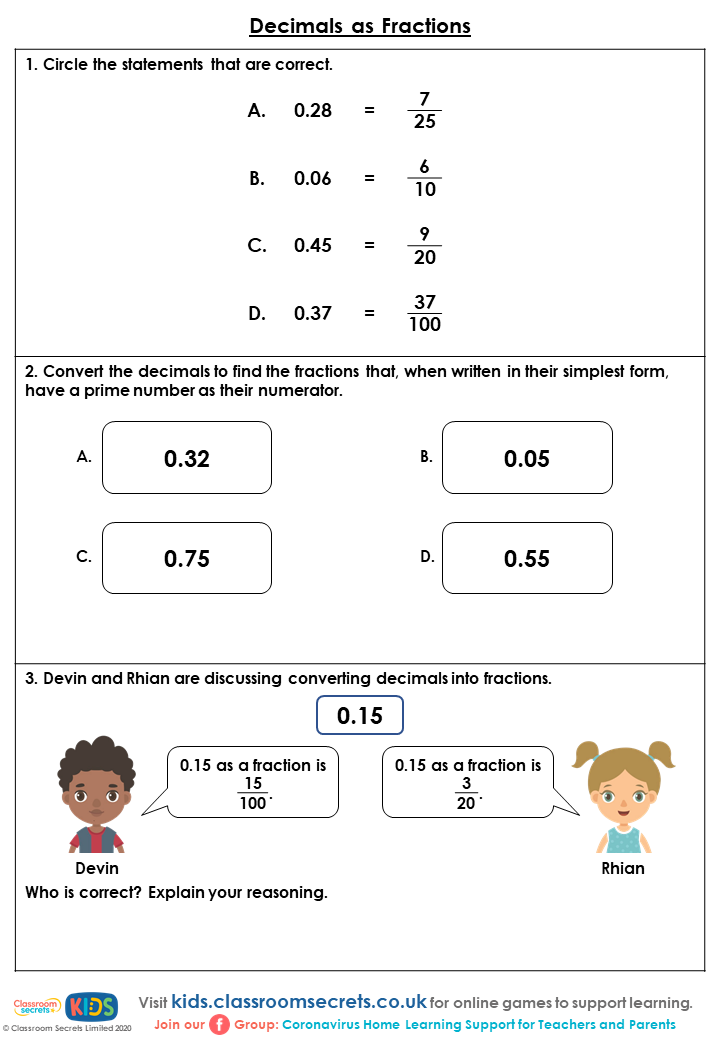 Decimals as Fractions
1. Circle the statements that are correct.
A. 0.28 = 7/25
B. 0.06 = 6/10
C. 0.45 = 9/20
D. 0.37 = 37/100
2. Convert the decimals to find the fractions that, when written in their simplest form,
have a prime number as their numerator.
A. 0.32
B. 0.05
C. 0.75
D. 0.55
3. Devin and Rhian are discussing converting decimals into fractions.
0.15
0.15 as a fraction is
15/100.
0.15 as a fraction is
3/20.
Devin
Rhian
Who is correct? Explain your reasoning.
Classroom
secrets
KIDS
© Classroom Secrets Limited 2020
Visit kids.classroomsecrets.co.uk for online games to support learning.
Join our f Group: Coronavirus Home Learning Support for Teachers and Parents